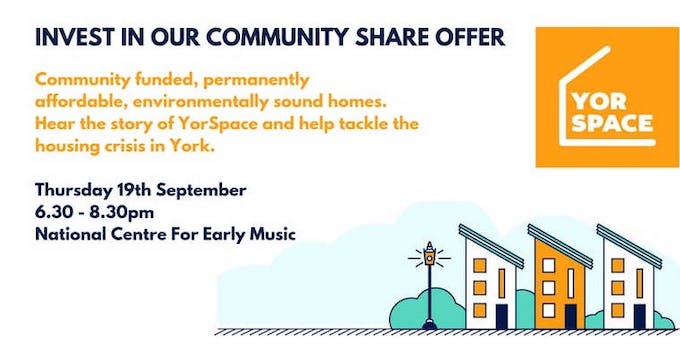 INVEST IN OUR COMMUNITY SHARE OFFER
Community funded, permanently
affordable, environmentally sound homes.
Hear the story of YorSpace and help tackle the
housing crisis in York.
Thursday 19th September
6.30 - 8.30pm
National Centre For Early Music
YOR
SPACE